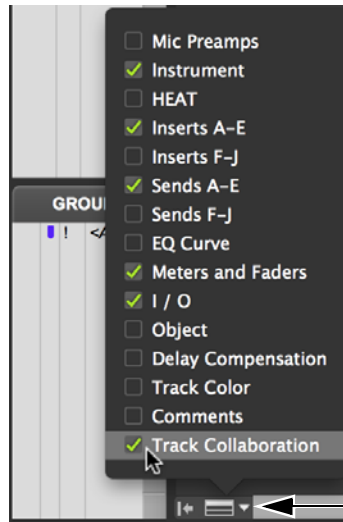 Mic Preamps
Instrument
HEAT
Inserts A–E
Inserts F–J
Sends A–E
Sends F–J
EQ Curve
Meters and Faders
I / O
Object
Delay Compensation
Track Color
Comments
Track Collaboration
GROU
! <A